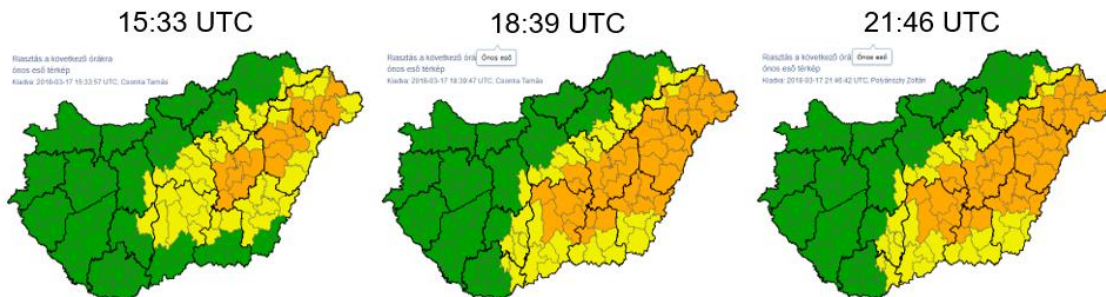 15:33 UTC
18:39 UTC
21:46 UTC
Riasztás a következő órákra
ónos eső térkép
Kiadva: 2018-03-17 15:33:57 UTC, Csonka Tamás
Riasztás a következő órá
Ónos eső
ónos eső térkép
Kiadva: 2018-03-17 18:39:47 UTC, Csonka Tamás
Riasztás a következő órá
Ónos eső
ónos eső térkép
Kiadva: 2018-03-17 21:46:42 UTC, Polyánszky Zoltán